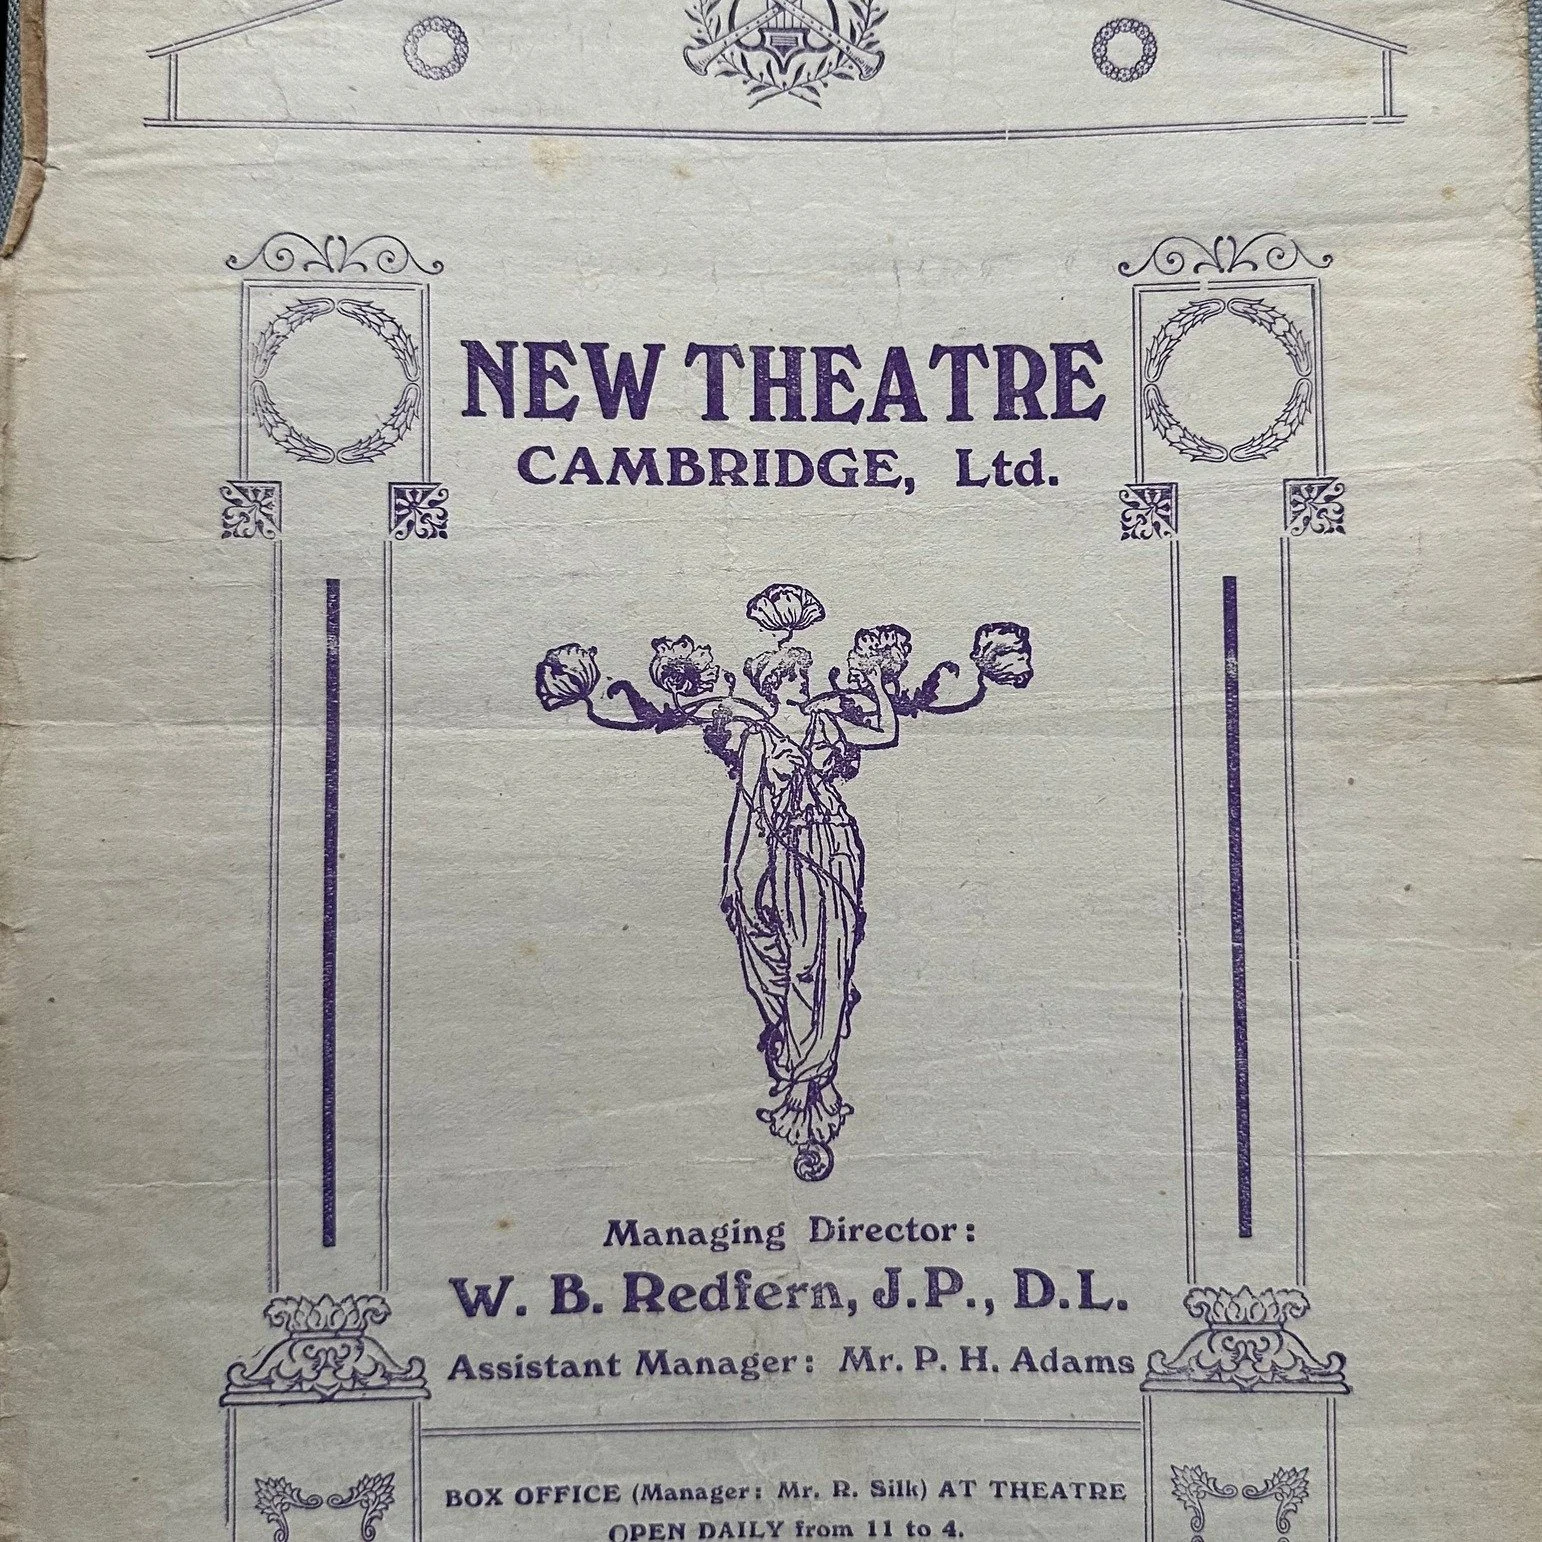 NEW THEATRE
CAMBRIDGE, Ltd.
Managing Director:
W. B. Redfern, J.P., D.L.
Assistant Manager: Mr. P. H. Adams
BOX OFFICE (Manager: Mr. R. Silk) AT THEATRE
OPEN DAILY from 11 to 4.